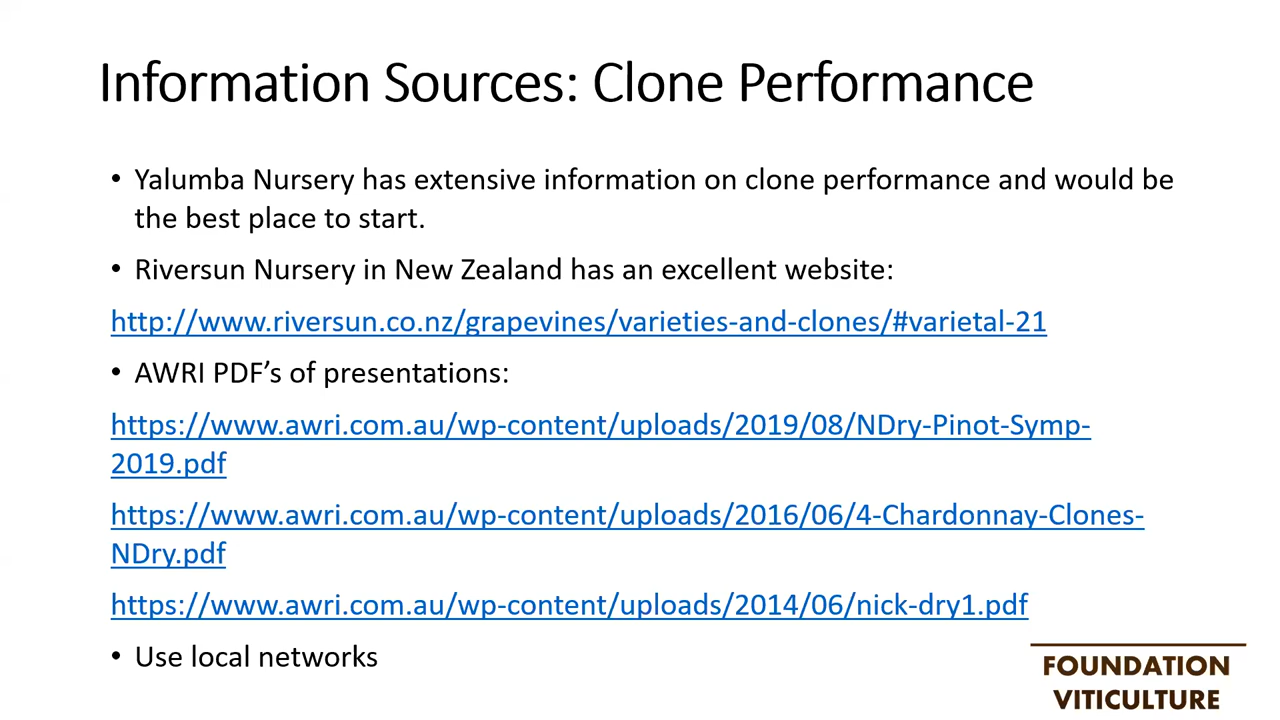 Information Sources: Clone Performance
• Yalumba Nursery has extensive information on clone performance and would be
the best place to start.
• Riversun Nursery in New Zealand has an excellent website:
http://www.riversun.co.nz/grapevines/varieties-and-clones/#varietal-21
• AWRI PDF’s of presentations:
https://www.awri.com.au/wp-content/uploads/2019/08/NDry-Pinot-Symp-
2019.pdf
https://www.awri.com.au/wp-content/uploads/2016/06/4-Chardonnay-Clones-
NDry.pdf
https://www.awri.com.au/wp-content/uploads/2014/06/nick-dry1.pdf
• Use local networks
FOUNDATION
VITICULTURE